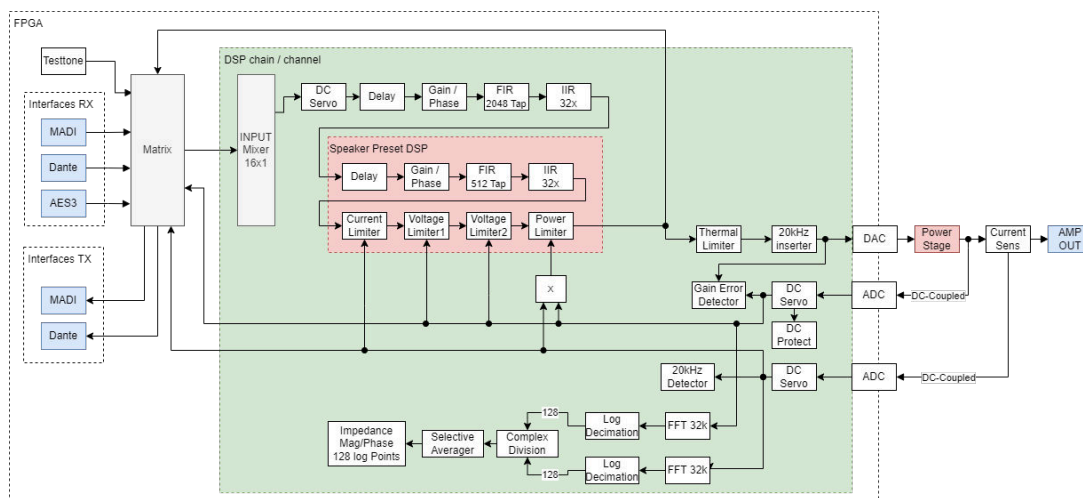 FPGA
Testtone
Interfaces RX
MADI
Dante
AES3
Matrix
Interfaces TX
MADI
Dante
DSP chain / channel
INPUT
Mixer
16x1
DC
Servo
Delay
Gain /
Phase
FIR
2048 Tap
IIR
32x
Speaker Preset DSP
Delay
Gain /
Phase
FIR
512 Tap
IIR
32x
Current
Limiter
Voltage
Limiter1
Voltage
Limiter2
Power
Limiter
x
Thermal
Limiter
20kHz
inserter
DAC
Power
Stage
Current
Sens
AMP
OUT
Gain Error
Detector
DC
Servo
ADC
DC-Coupled
DC
Protect
20kHz
Detector
DC
Servo
ADC
DC-Coupled
Impedance
Mag/Phase
128 log Points
Selective
Averager
Complex
Division
128
Log
Decimation
FFT 32k
128
Log
Decimation
FFT 32k